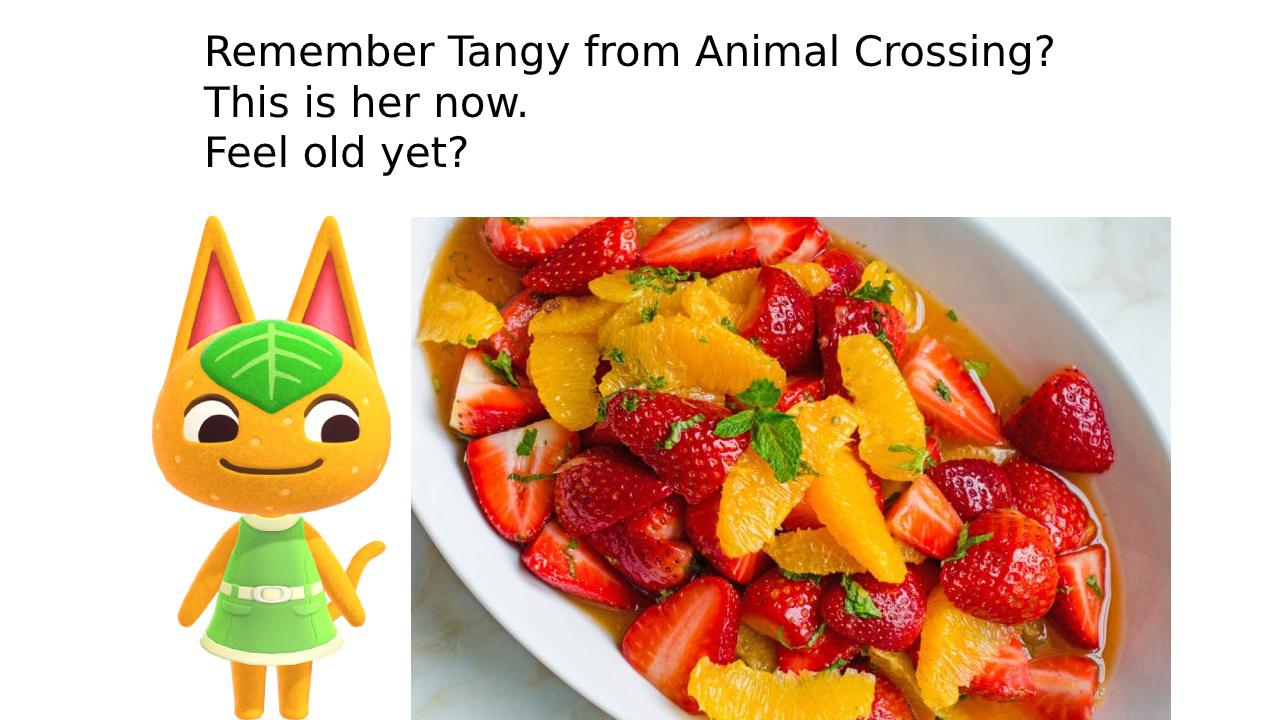 Remember Tangy from Animal Crossing?
This is her now.
Feel old yet?